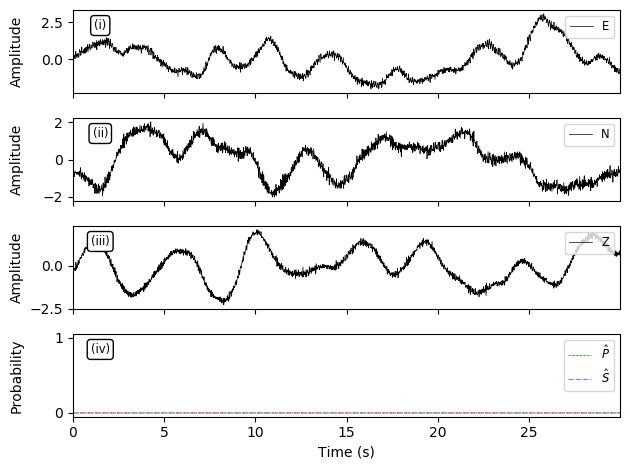 Amplitude
2.5
0.0
(i)
E
Amplitude
2
0
−2
(ii)
N
Amplitude
0.0
−2.5
(iii)
Z
Probability
1
0
(iv)
P̂
Ŝ
0 5 10 15 20 25
Time (s)